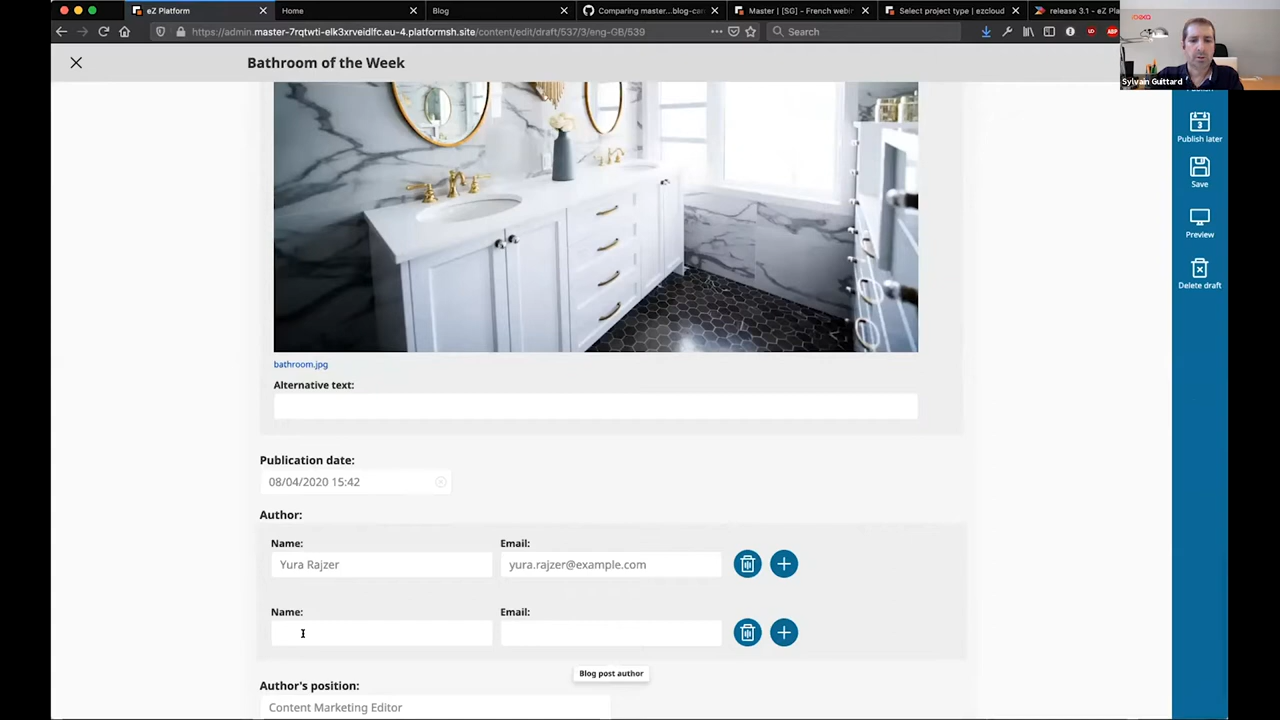 eZ Platform
Home
Blog
Comparing master...blog-can
Master | [SG] - French webin
Select project type | ezcloud
release 3.1 - eZ Pla
https://admin.master-7rqtwti-elk3xrveidlfc.eu-4.platformsh.site/content/edit/draft/537/3/eng-GB/539
Search
Sylvain Guittard
Bathroom of the Week
Publish later
Save
Preview
Delete draft
bathroom.jpg
Alternative text:
Publication date:
08/04/2020 15:42
Author:
Name:
Email:
Yura Rajzer
yura.rajzer@example.com
Name:
Email:
Blog post author
Author's position:
Content Marketing Editor